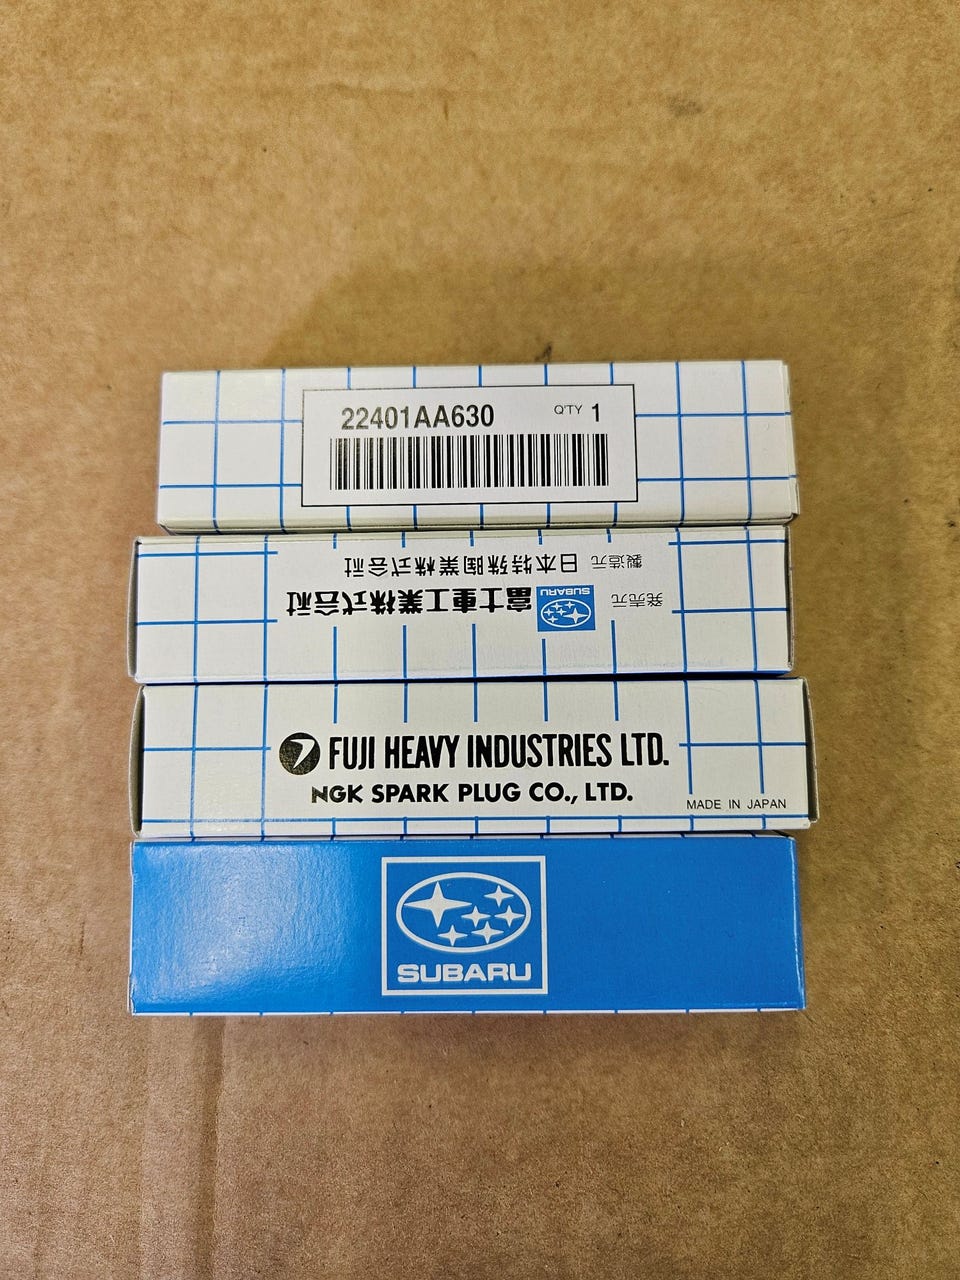 22401AA630 Q'TY 1
製造元 日本特殊陶業株式会社
発売元 SUBARU 富士重工業株式会社
FUJI HEAVY INDUSTRIES LTD.
NGK SPARK PLUG CO., LTD.
MADE IN JAPAN
SUBARU